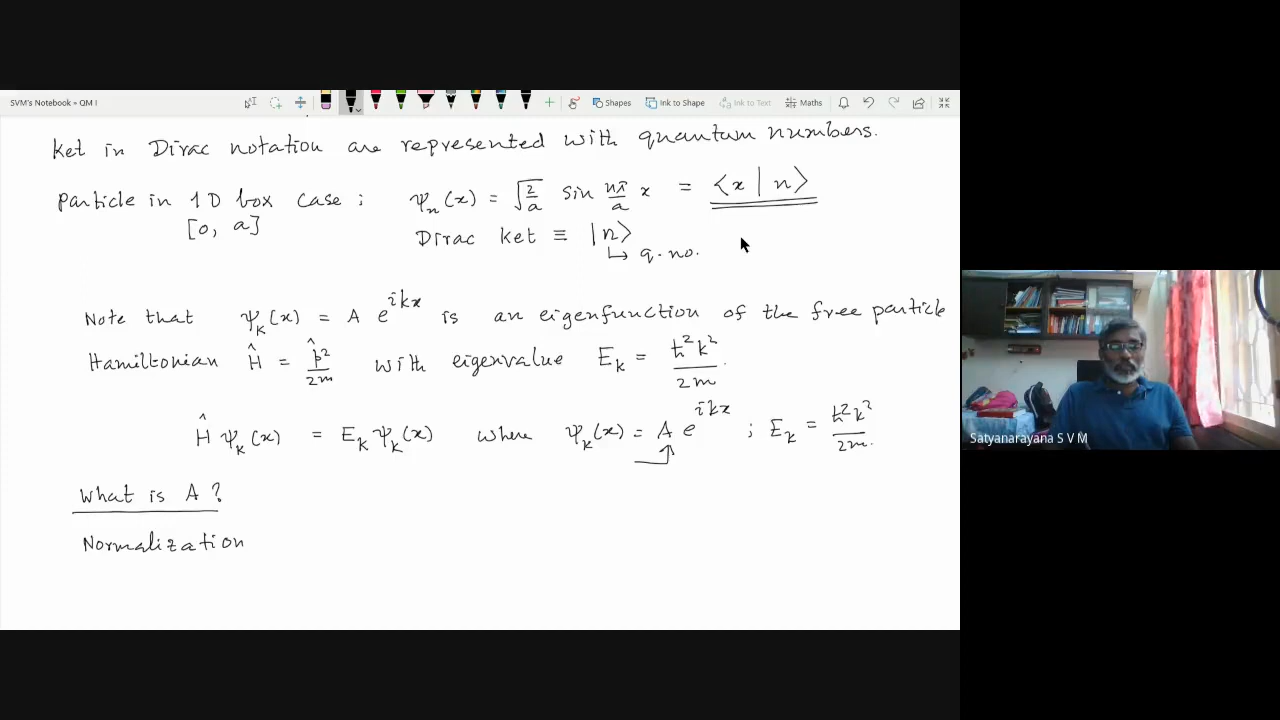 SVM's Notebook » QM I
Shapes
Ink to Shape
Ink to Text
Maths
Ket in Dirac notation are represented with quantum numbers.
Particle in 1D box case ; ψₙ(x) = √(2/a) sin nπ/a x = ⟨x|n⟩
[0, a]
Dirac ket ≡ |n⟩
↳ q. no.
Note that ψₖ(x) = A e^{ikx} is an eigenfunction of the free particle
Hamiltonian Ĥ = p̂²/2m with eigenvalue Eₖ = ħ²k²/2m.
Ĥ ψₖ(x) = Eₖ ψₖ(x) where ψₖ(x) = A e^{ikx} ; Eₖ = ħ²k²/2m.
What is A ?
Normalization
Satyanarayana S V M